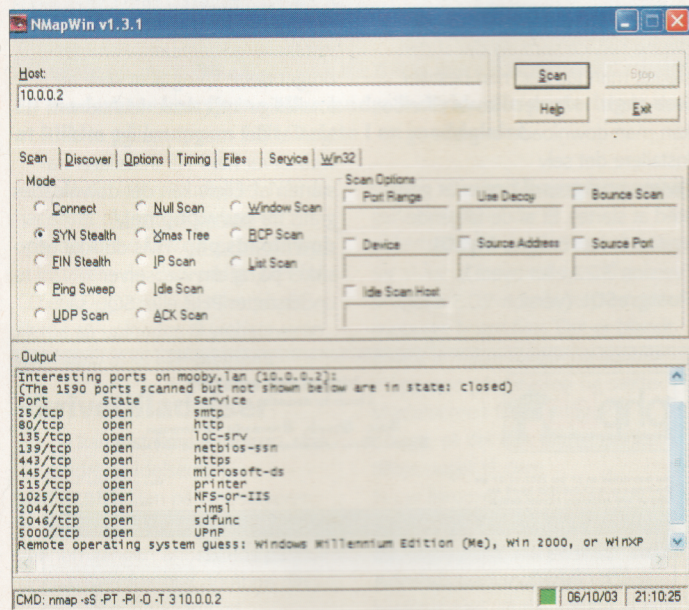 NMapWin v1.3.1
Host:
10.0.0.2
Scan Stop
Help Exit
Scan Discover Options Timing Files Service Win32
Mode
Connect Null Scan Window Scan
SYN Stealth Xmas Tree RCP Scan
FIN Stealth IP Scan List Scan
Ping Sweep Idle Scan
UDP Scan ACK Scan
Scan Options
Port Range Use Decoy Bounce Scan
Device Source Address Source Port
Idle Scan Host
Output
Interesting ports on mooby.lan (10.0.0.2):
(The 1590 ports scanned but not shown below are in state: closed)
Port State Service
25/tcp open smtp
80/tcp open http
135/tcp open loc-srv
139/tcp open netbios-ssn
443/tcp open https
445/tcp open microsoft-ds
515/tcp open printer
1025/tcp open NFS-or-IIS
2044/tcp open rimsl
2046/tcp open sdfunc
5000/tcp open UPnP
Remote operating system guess: Windows Millennium Edition (Me), Win 2000, or WinXP
CMD: nmap -sS -PT -PI -O -T 3 10.0.0.2
06/10/03 21:10:25